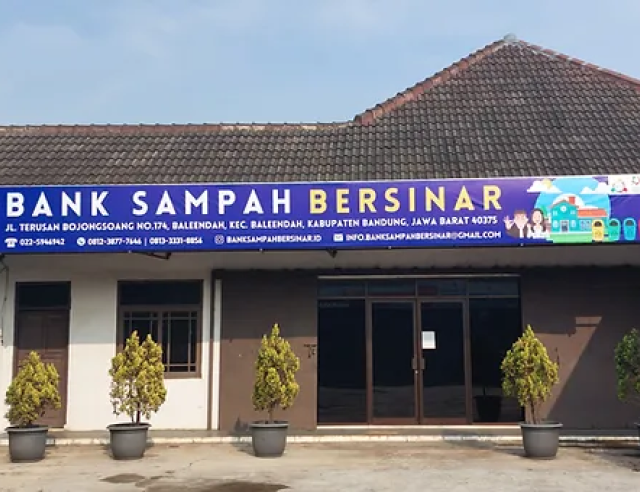 BANK SAMPAH BERSINAR
JL. TERUSAN BOJONGSOANG NO.174, BALEENDAH, KEC. BALEENDAH, KABUPATEN BANDUNG, JAWA BARAT 40375
022-5946942 0812-3877-7646 | 0813-3331-8856 BANKSAMPAHBERSINAR.ID INFO.BANKSAMPAHBERSINAR@GMAIL.COM